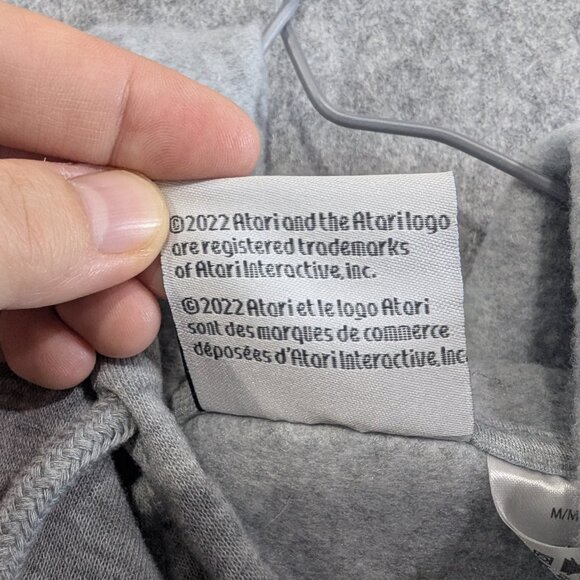 ©2022 Atari and the Atari logo
are registered trademarks
of Atari Interactive, inc.
©2022 Atari et le logo Atari
sont des marques de commerce
déposées d'Atari Interactive, Inc
M/M